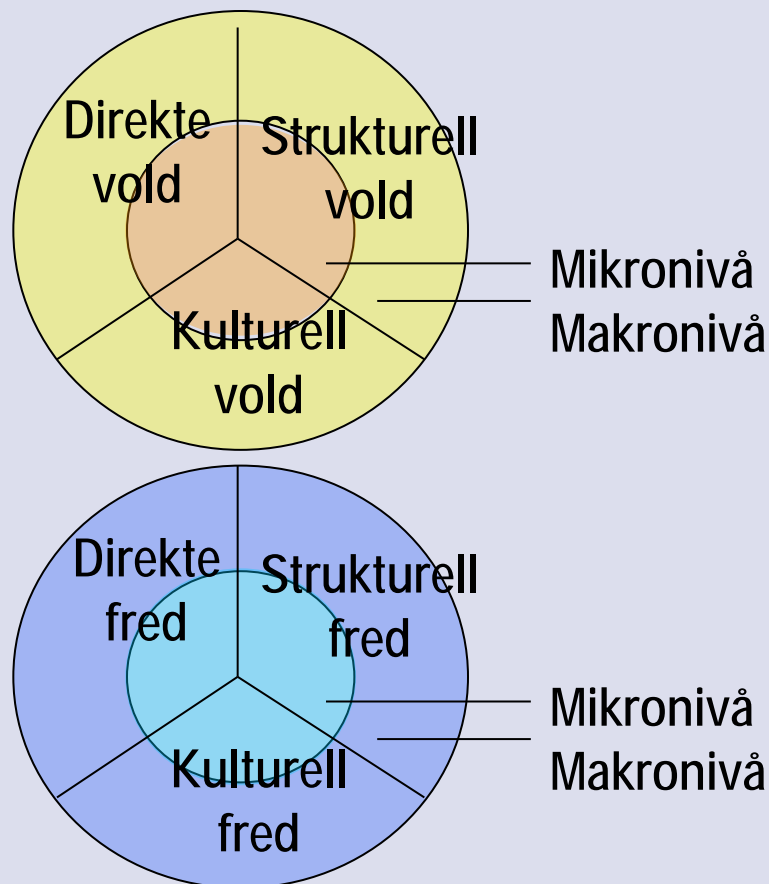 Direkte
vold
Strukturell
vold
Kulturell
vold
Mikronivå
Makronivå
Direkte
fred
Strukturell
fred
Kulturell
fred
Mikronivå
Makronivå